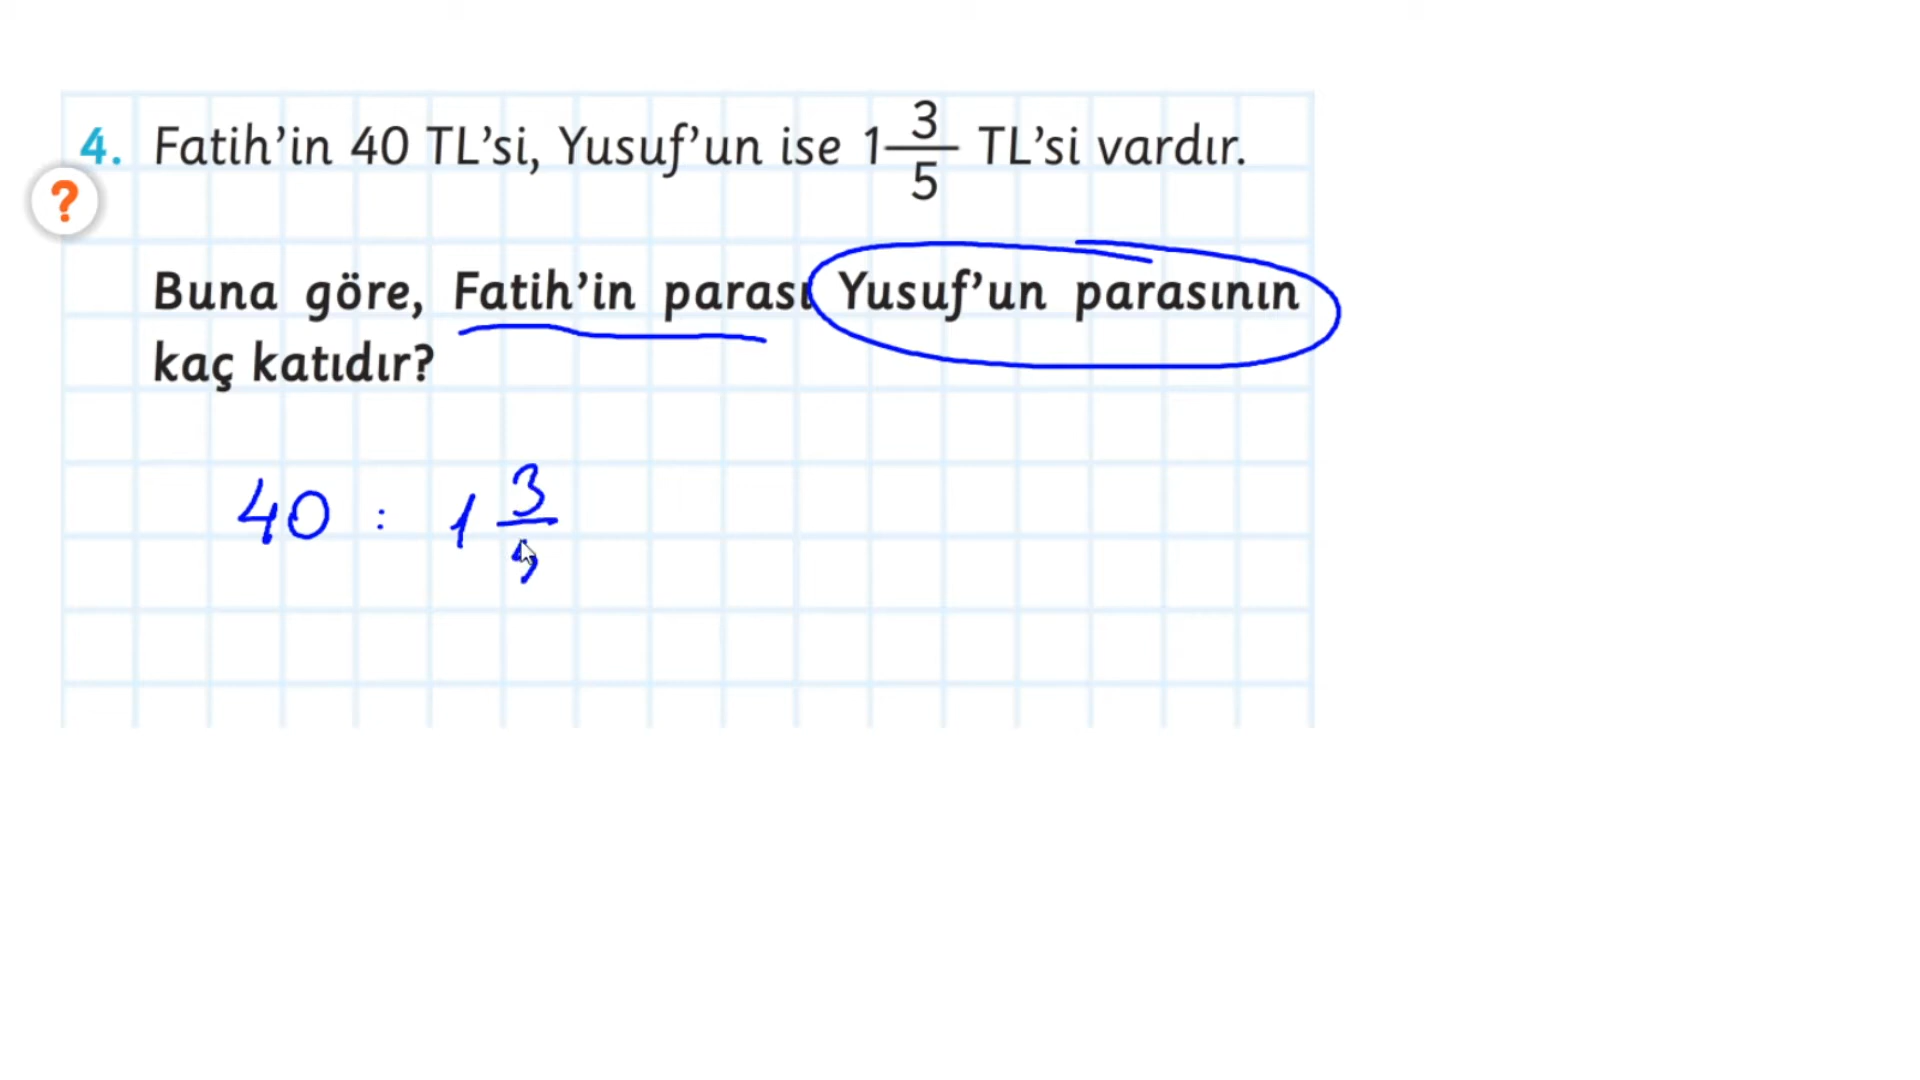 4. Fatih'in 40 TL'si, Yusuf'un ise 1 3/5 TL'si vardır.
?
Buna göre, Fatih'in parası Yusuf'un parasının
kaç katıdır?
40 : 1 3/5